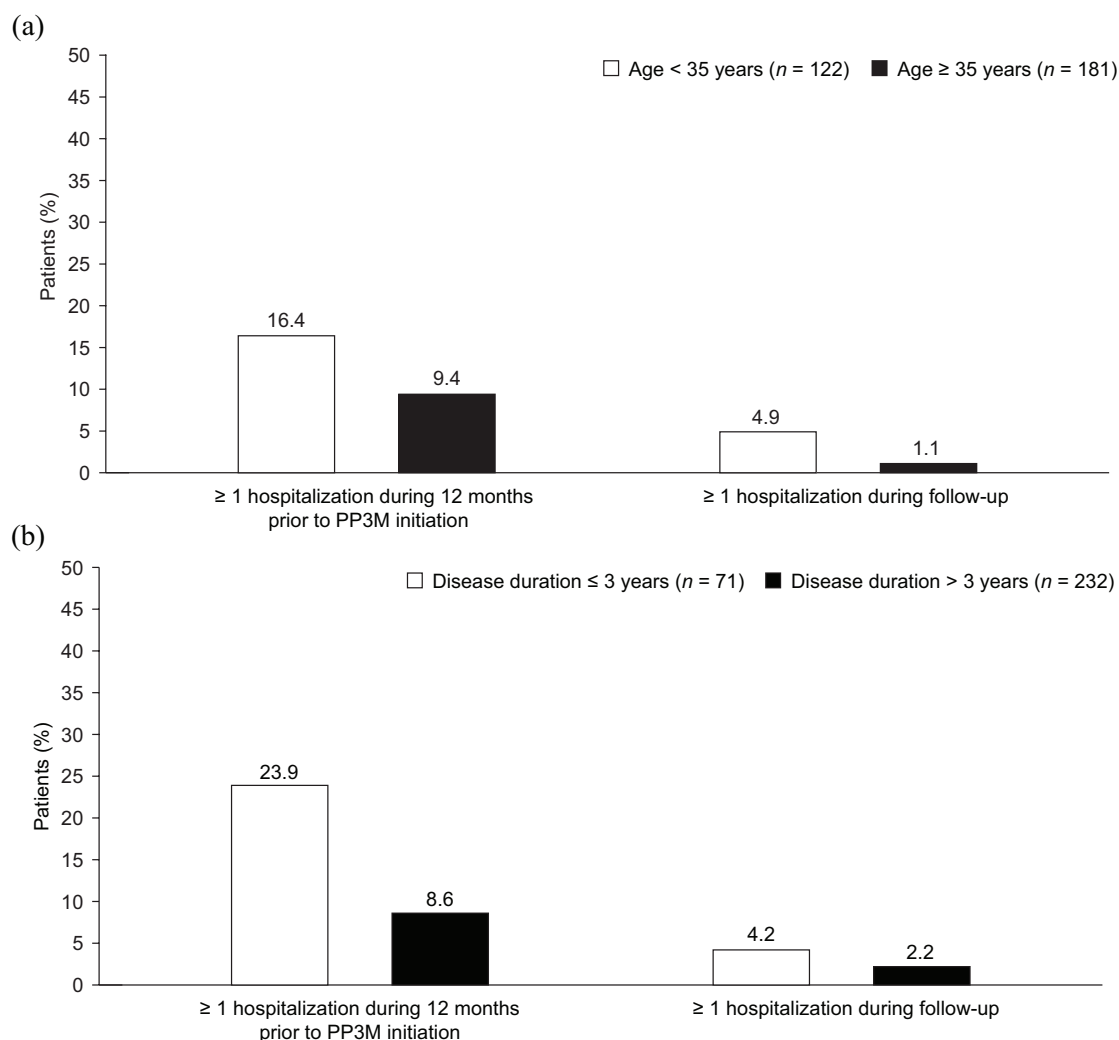 (a)
50
45
40
35
30
25
20
15
10
5
0
Patients (%)
Age < 35 years (n = 122)
Age ≥ 35 years (n = 181)
16.4
9.4
4.9
1.1
≥ 1 hospitalization during 12 months
prior to PP3M initiation
≥ 1 hospitalization during follow-up
(b)
50
45
40
35
30
25
20
15
10
5
0
Patients (%)
Disease duration ≤ 3 years (n = 71)
Disease duration > 3 years (n = 232)
23.9
8.6
4.2
2.2
≥ 1 hospitalization during 12 months
prior to PP3M initiation
≥ 1 hospitalization during follow-up